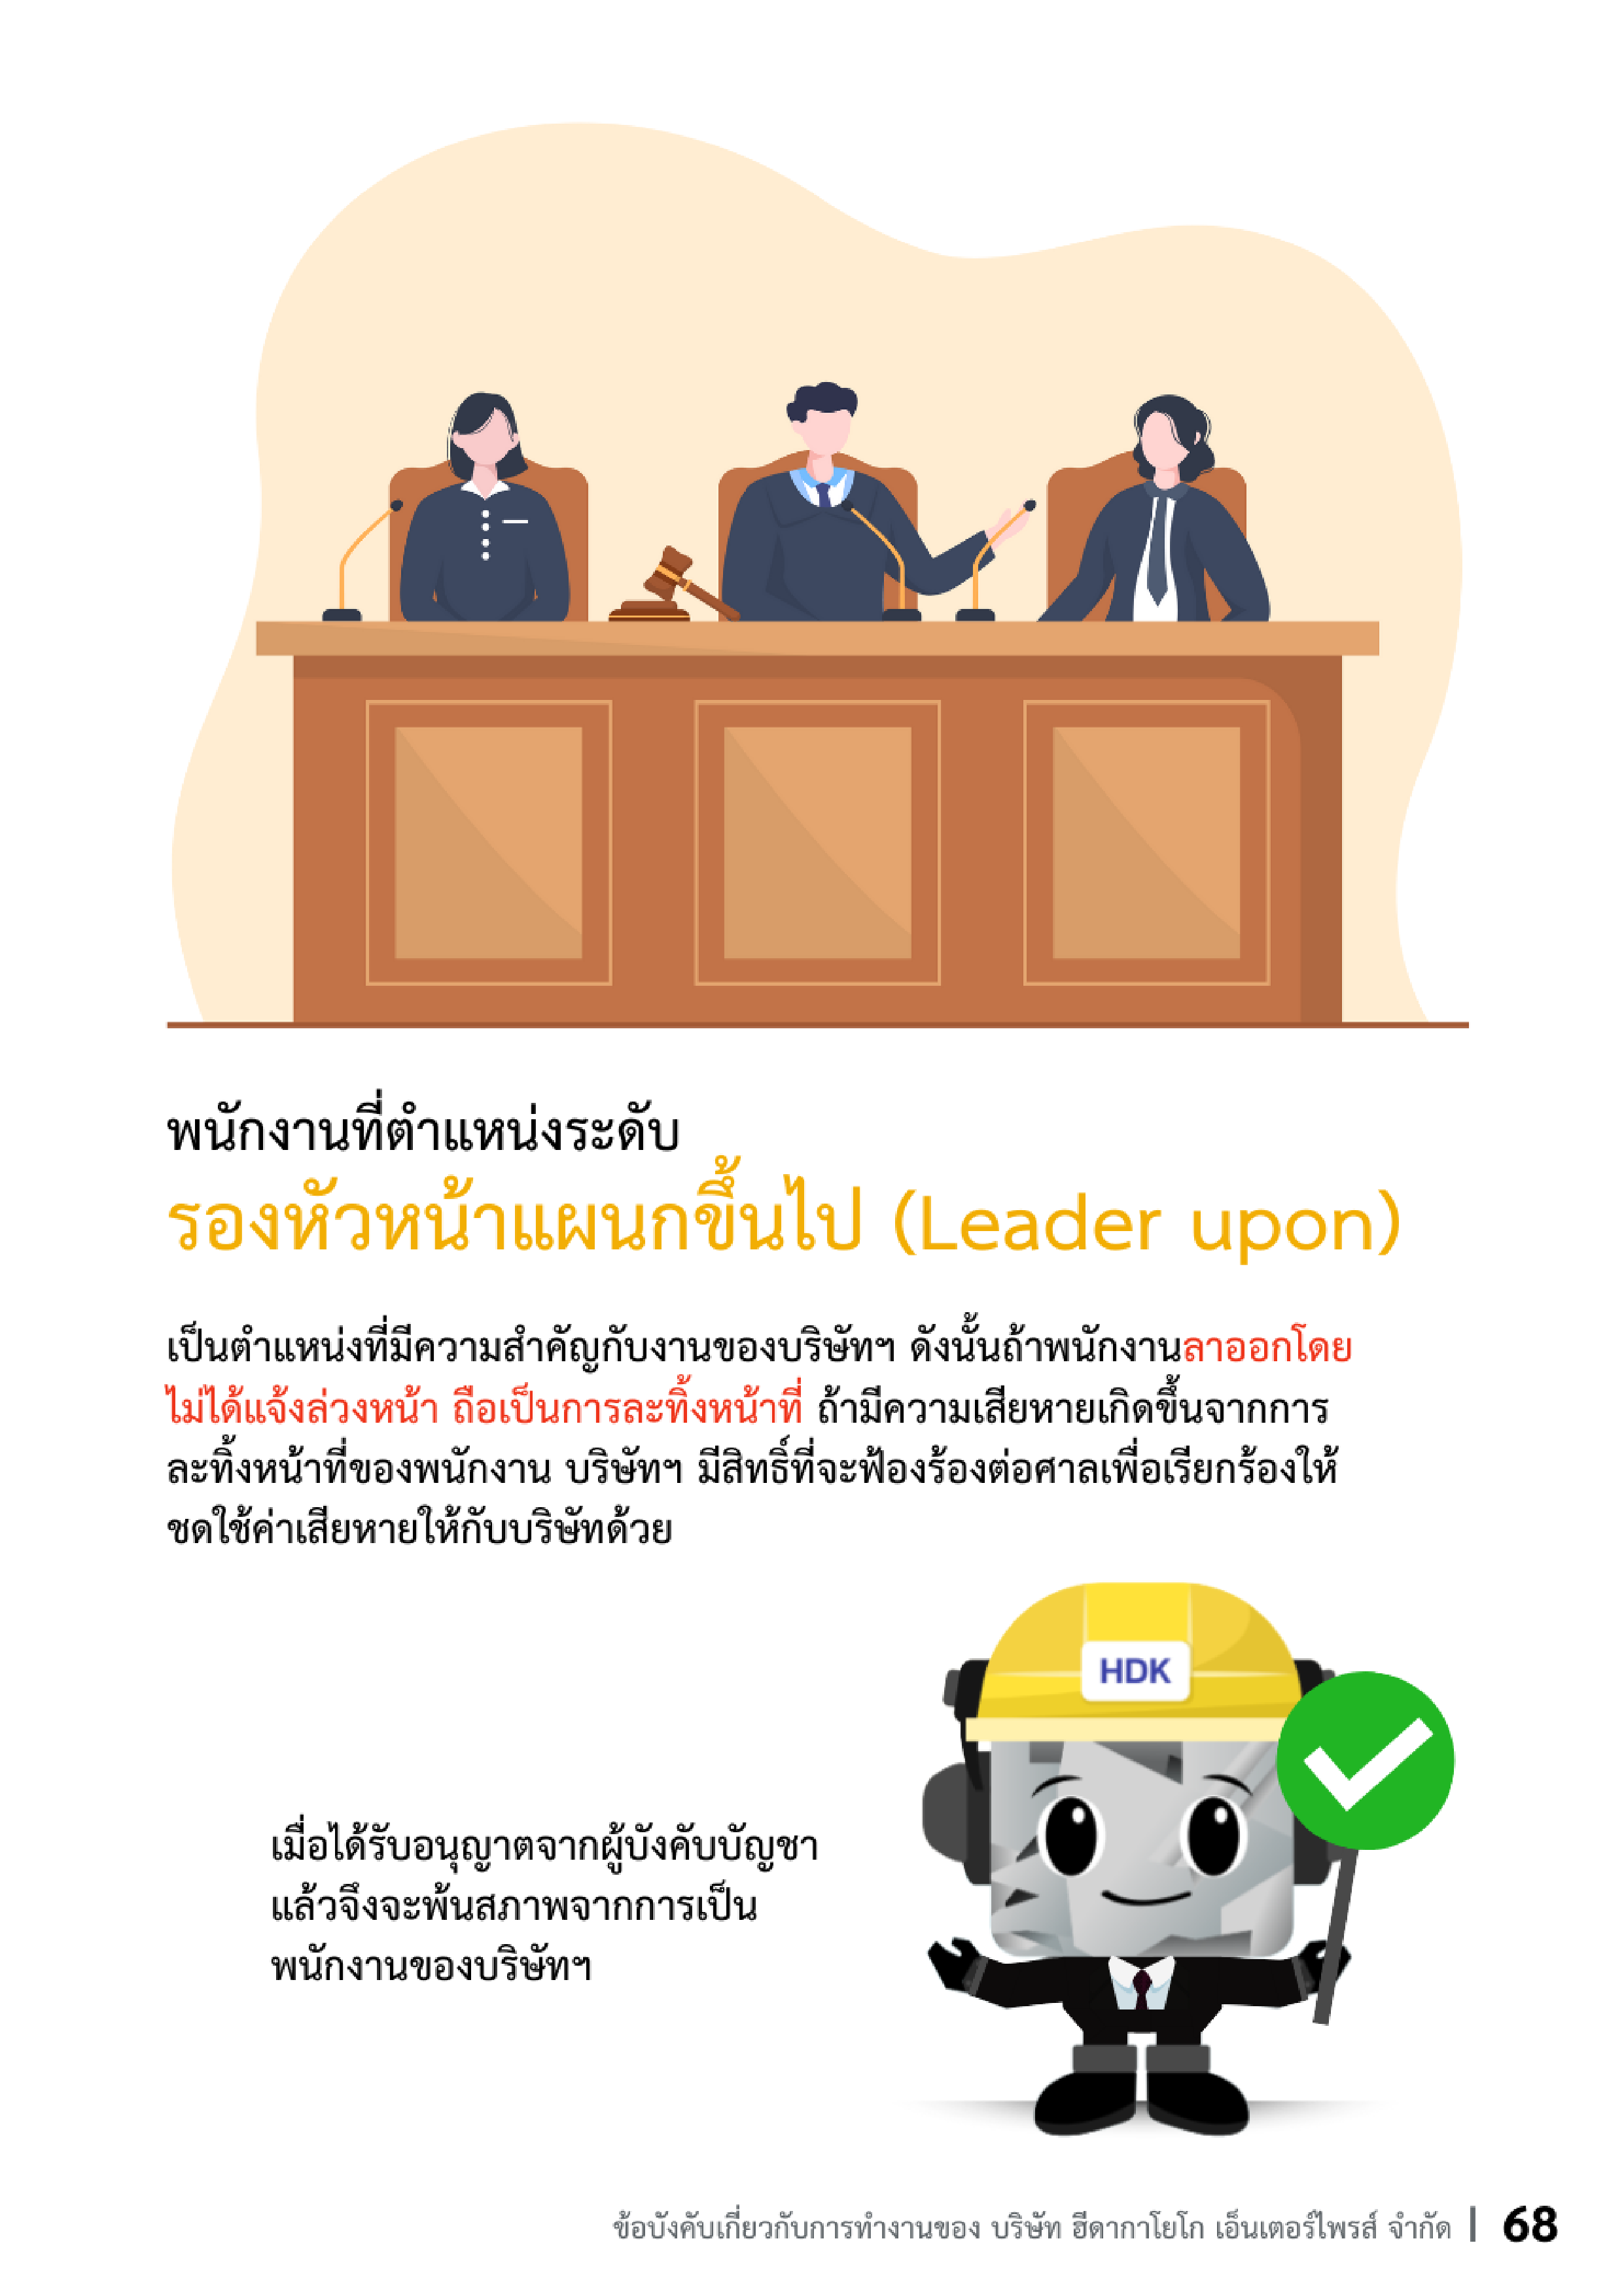 พนักงานที่ตำแหน่งระดับ
รองหัวหน้าแผนกขึ้นไป (Leader upon)
เป็นตำแหน่งที่มีความสำคัญกับงานของบริษัทฯ ดังนั้นถ้าพนักงานลาออกโดย
ไม่ได้แจ้งล่วงหน้า ถือเป็นการละทิ้งหน้าที่ ถ้ามีความเสียหายเกิดขึ้นจากการ
ละทิ้งหน้าที่ของพนักงาน บริษัทฯ มีสิทธิ์ที่จะฟ้องร้องต่อศาลเพื่อเรียกร้องให้
ชดใช้ค่าเสียหายให้กับบริษัทด้วย
HDK
เมื่อได้รับอนุญาตจากผู้บังคับบัญชา
แล้วจึงจะพ้นสภาพจากการเป็น
พนักงานของบริษัทฯ
ข้อบังคับเกี่ยวกับการทำงานของ บริษัท ฮีดากาโยโก เอ็นเตอร์ไพรส์ จำกัด | 68